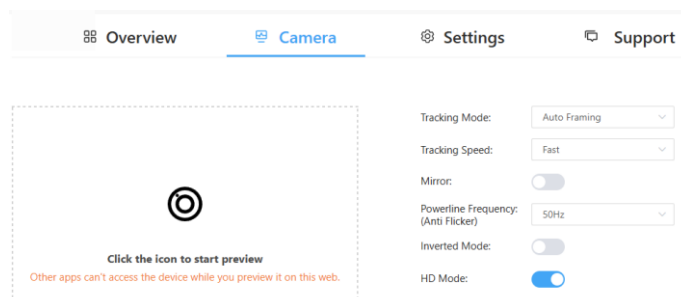 Overview
Camera
Settings
Support
Tracking Mode:
Auto Framing
Tracking Speed:
Fast
Mirror:
Powerline Frequency:
(Anti Flicker)
50Hz
Inverted Mode:
HD Mode:
Click the icon to start preview
Other apps can't access the device while you preview it on this web.